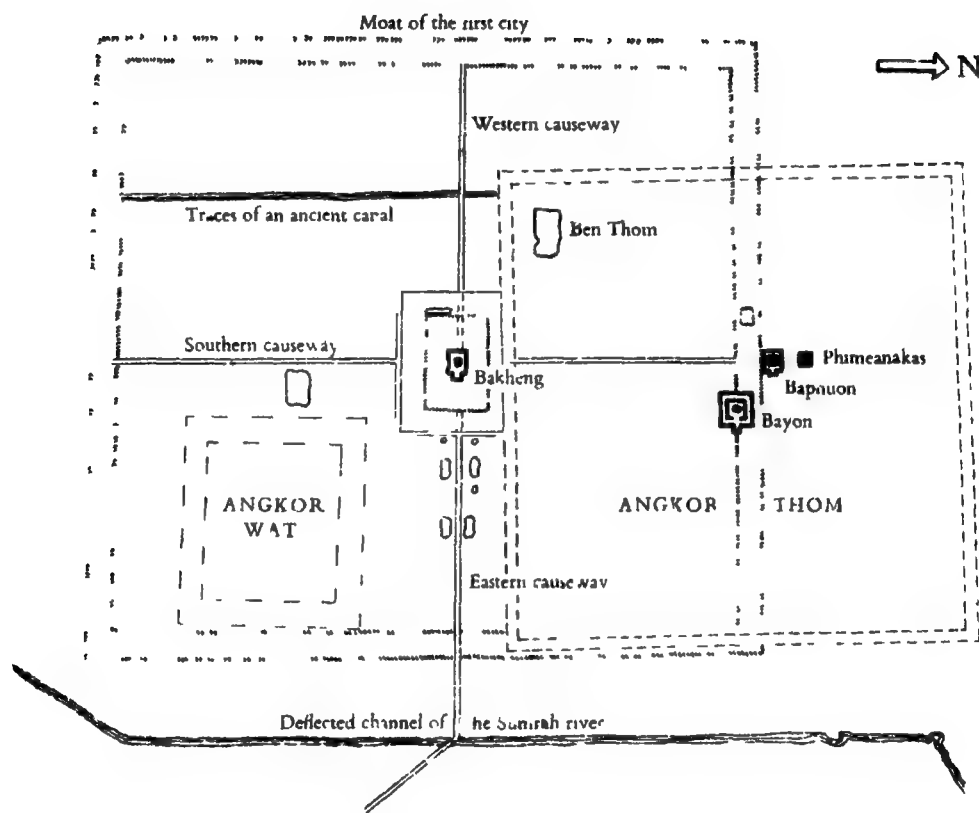 Moat of the first city
N
Western causeway
Traces of an ancient canal
Ben Thom
Southern causeway
Phimeanakas
Bakheng
Bapnuon
Bayon
ANGKOR
WAT
ANGKOR THOM
Eastern causeway
Deflected channel of the river